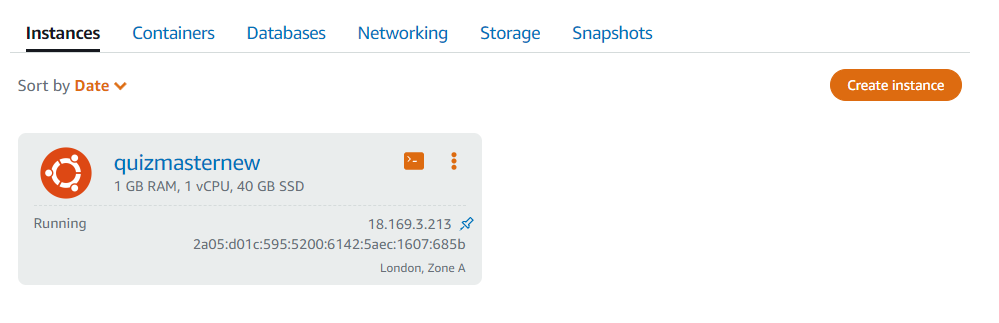 Instances Containers Databases Networking Storage Snapshots
Sort by Date Create instance
quizmasternew
1 GB RAM, 1 vCPU, 40 GB SSD
Running 18.169.3.213
2a05:d01c:595:5200:6142:5aec:1607:685b
London, Zone A